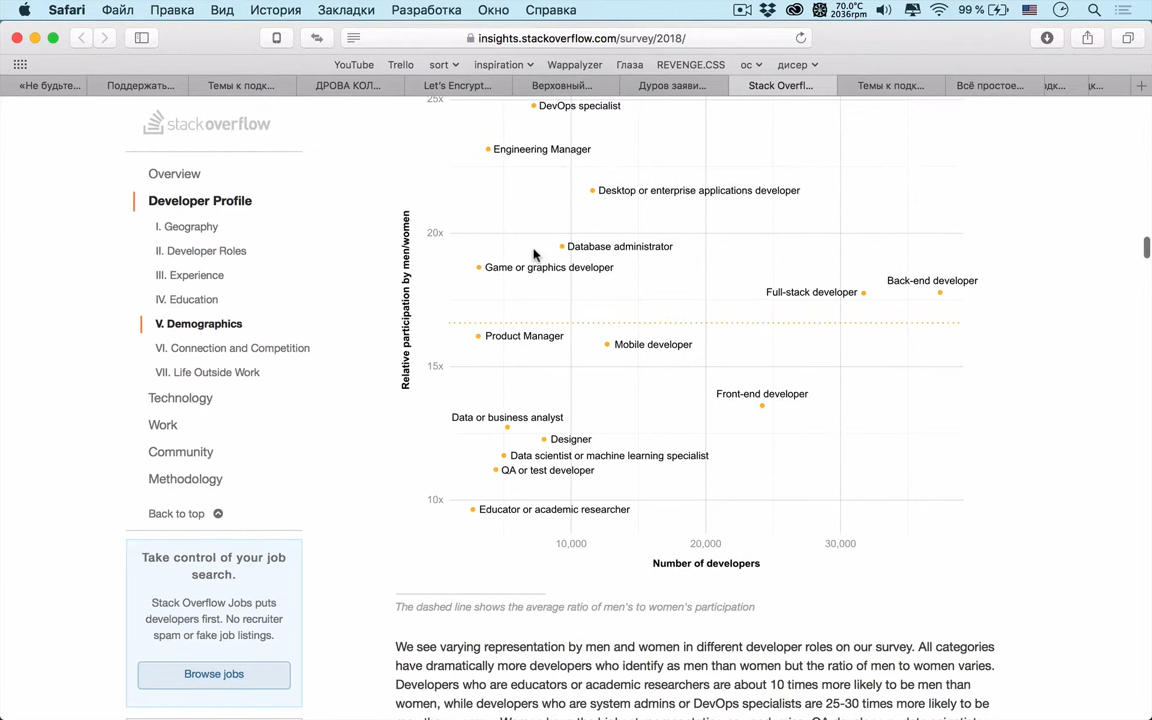 Safari Файл Правка Вид История Закладки Разработка Окно Справка 70.0°C 2036rpm 99 %
insights.stackoverflow.com/survey/2018/
YouTube Trello sort inspiration Wappalyzer Глаза REVENGE.CSS ос дисер
«Не будьте... Поддержать... Темы к подк... ДРОВА КОЛ... Let's Encrypt... Верховный... Дуров заяви... Stack Overfl... Темы к подк... Всё простое...
stackoverflow
Overview
Developer Profile
I. Geography
II. Developer Roles
III. Experience
IV. Education
V. Demographics
VI. Connection and Competition
VII. Life Outside Work
Technology
Work
Community
Methodology
Back to top
Take control of your job
search.
Stack Overflow Jobs puts
developers first. No recruiter
spam or fake job listings.
Browse jobs
Relative participation by men/women
25x
DevOps specialist
Engineering Manager
Desktop or enterprise applications developer
20x
Database administrator
Game or graphics developer
Back-end developer
Full-stack developer
Product Manager
Mobile developer
15x
Front-end developer
Data or business analyst
Designer
Data scientist or machine learning specialist
QA or test developer
10x
Educator or academic researcher
10,000 20,000 30,000
Number of developers
The dashed line shows the average ratio of men's to women's participation
We see varying representation by men and women in different developer roles on our survey. All categories
have dramatically more developers who identify as men than women but the ratio of men to women varies.
Developers who are educators or academic researchers are about 10 times more likely to be men than
women, while developers who are system admins or DevOps specialists are 25-30 times more likely to be